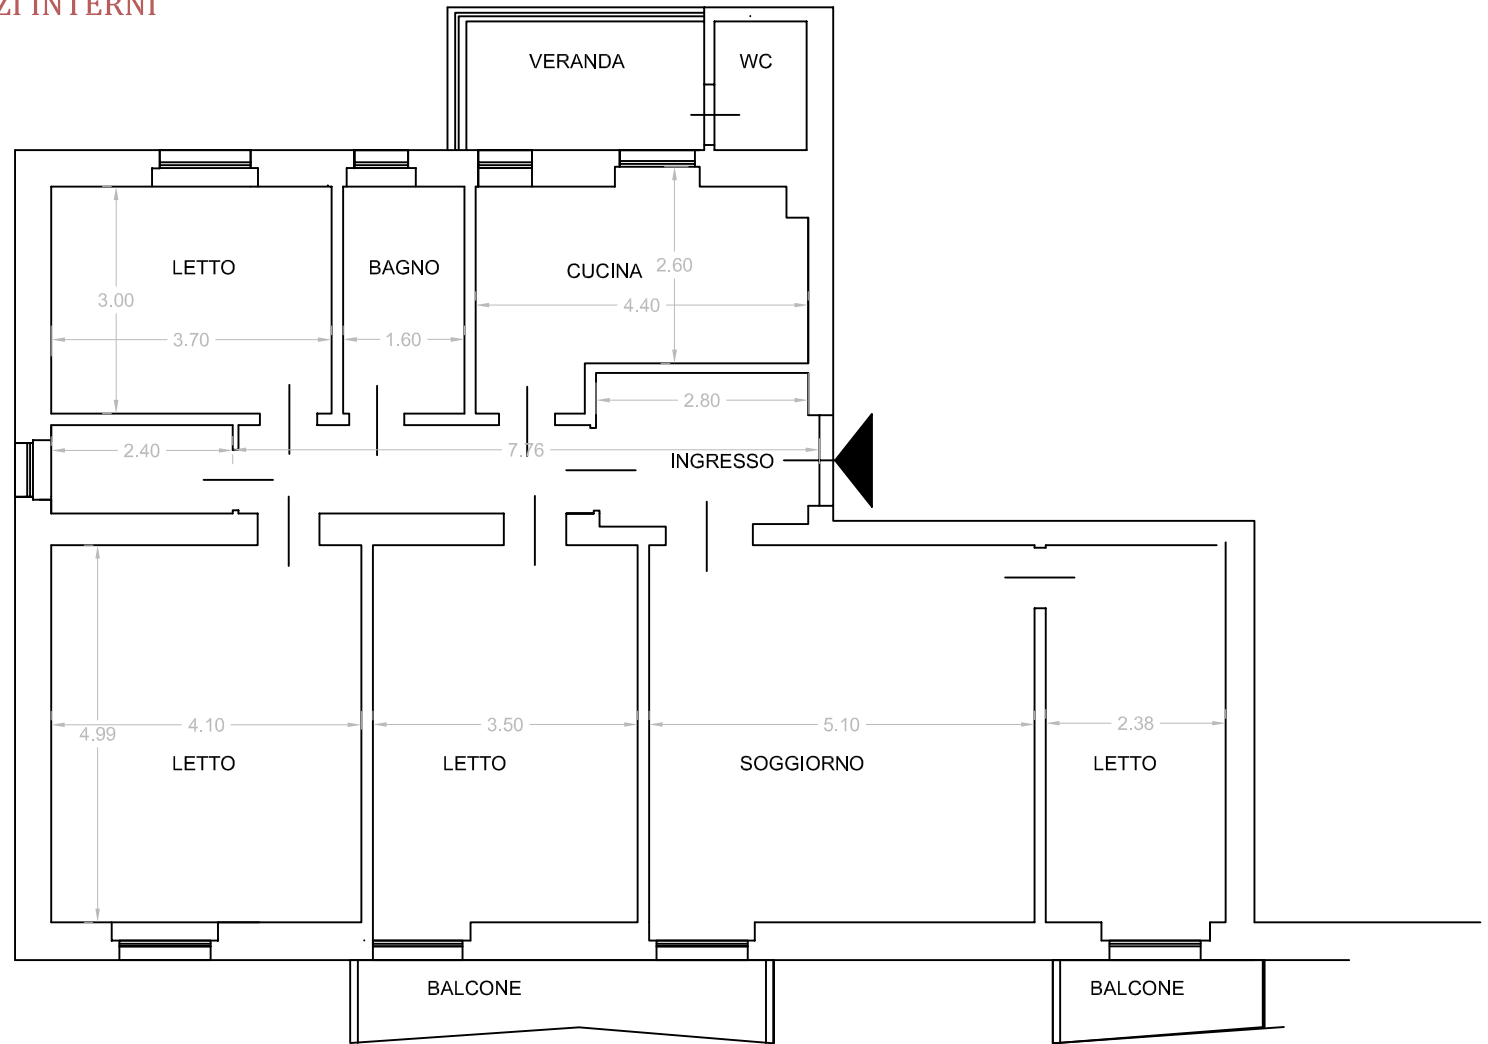 INTERNI
VERANDA
WC
LETTO
BAGNO
CUCINA
2.60
3.00
4.40
3.70
1.60
2.80
2.40
7.76
INGRESSO
4.10
3.50
5.10
2.38
4.99
LETTO
LETTO
SOGGIORNO
LETTO
BALCONE
BALCONE